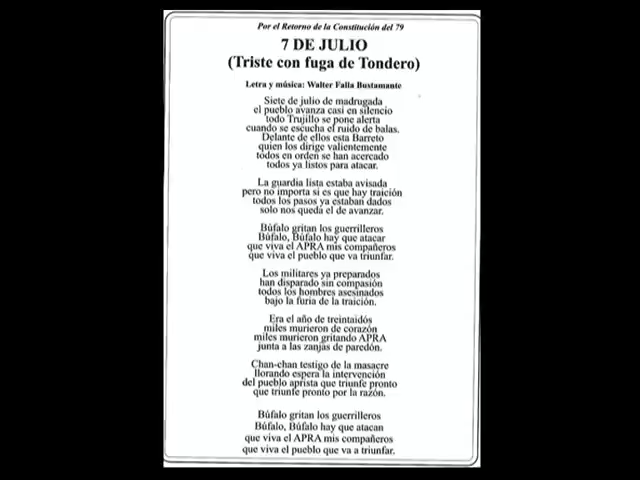 Por el Retorno de la Constitución del 79
7 DE JULIO
(Triste con fuga de Tondero)
Letra y música: Walter Falla Bustamante
Siete de julio de madrugada
el pueblo avanza casi en silencio
todo Trujillo se pone alerta
cuando se escucha el ruido de balas.
Delante de ellos esta Barreto
quien los dirige valientemente
todos en orden se han acercado
todos ya listos para atacar.
La guardia lista estaba avisada
pero no importa si es que hay traición
todos los pasos ya estaban dados
solo nos queda el de avanzar.
Búfalo gritan los guerrilleros
Búfalo, Búfalo hay que atacar
que viva el APRA mis compañeros
que viva el pueblo que va triunfar.
Los militares ya preparados
han disparado sin compasión
todos los hombres asesinados
bajo la furia de la traición.
Era el año de treintaidós
miles murieron de corazón
miles murieron gritando APRA
junta a las zanjas de paredón.
Chan-chan testigo de la masacre
llorando espera la intervención
del pueblo aprista que triunfe pronto
que triunfe pronto por la razón.
Búfalo gritan los guerrilleros
Búfalo, Búfalo hay que atacan
que viva el APRA mis compañeros
que viva el pueblo que va a triunfar.